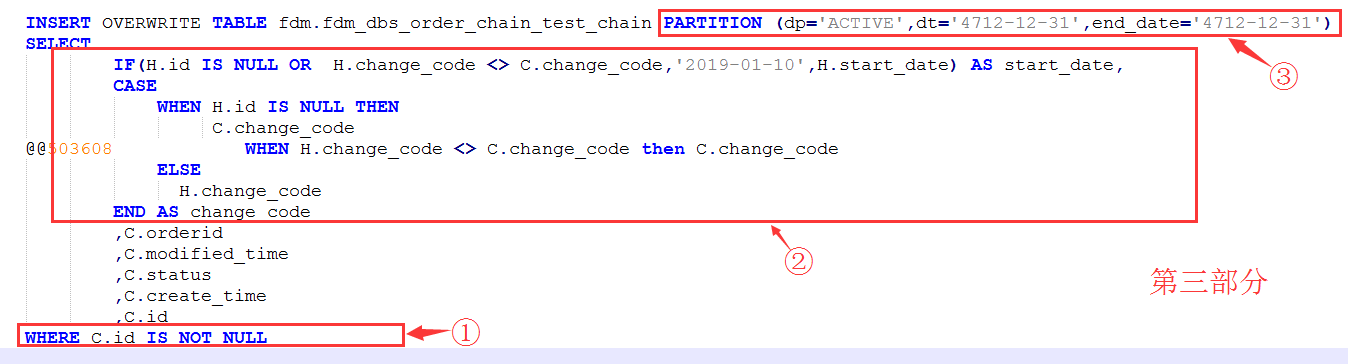 INSERT OVERWRITE TABLE fdm.fdm_dbs_order_chain_test_chain PARTITION (dp='ACTIVE',dt='4712-12-31',end_date='4712-12-31')
SELECT
③
IF(H.id IS NULL OR  H.change_code <> C.change_code,'2019-01-10',H.start_date) AS start_date,
CASE
WHEN H.id IS NULL THEN
C.change_code
@@503608 WHEN H.change_code <> C.change_code then C.change_code
ELSE
H.change_code
END AS change_code
,C.orderid
,C.modified_time
②
,C.status
第三部分
,C.create_time
,C.id
WHERE C.id IS NOT NULL
①